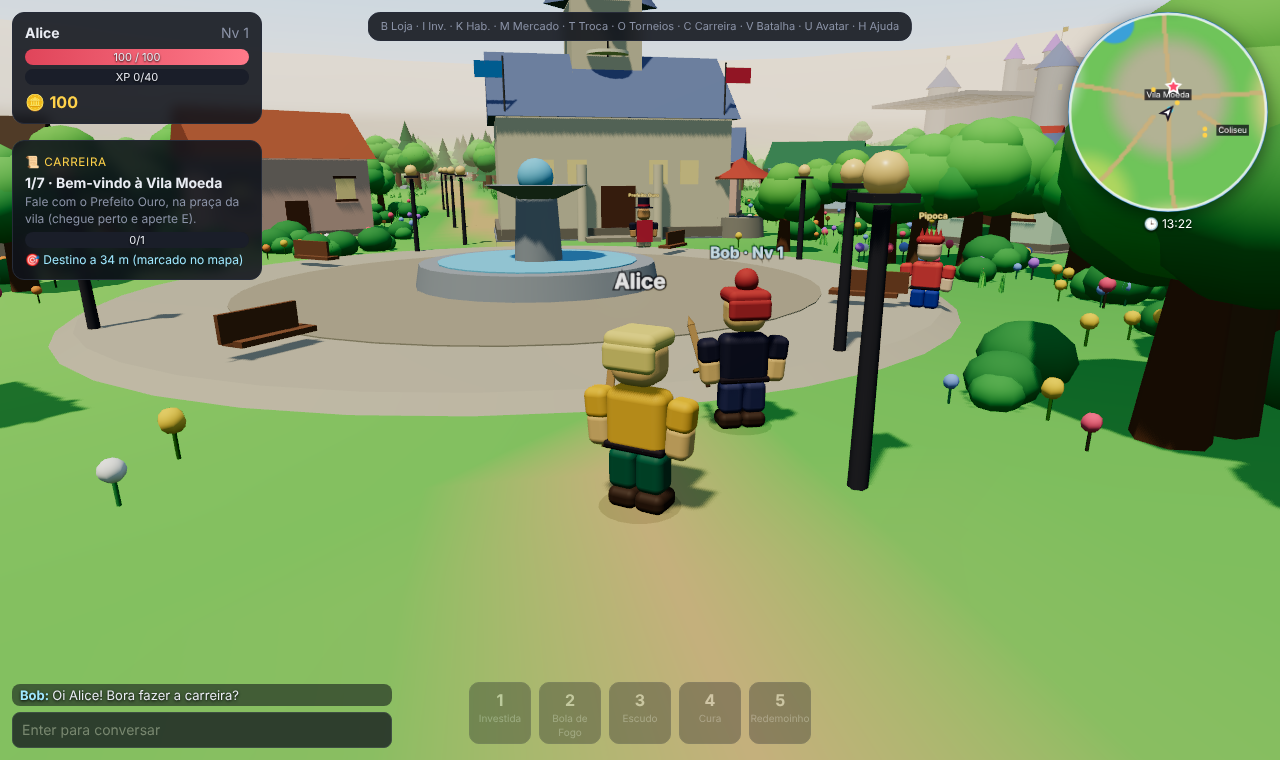 Alice Nv 1
100 / 100
XP 0/40
100
CARREIRA
1/7 · Bem-vindo à Vila Moeda
Fale com o Prefeito Ouro, na praça da
vila (chegue perto e aperte E).
0/1
Destino a 34 m (marcado no mapa)
B Loja · I Inv. · K Hab. · M Mercado · T Troca · O Torneios · C Carreira · V Batalha · U Avatar · H Ajuda
Vila Moeda
Coliseu
13:22
Pipoca
Bob · Nv 1
Alice
Bob: Oi Alice! Bora fazer a carreira?
Enter para conversar
1
Investida
2
Bola de
Fogo
3
Escudo
4
Cura
5
Redemoinho